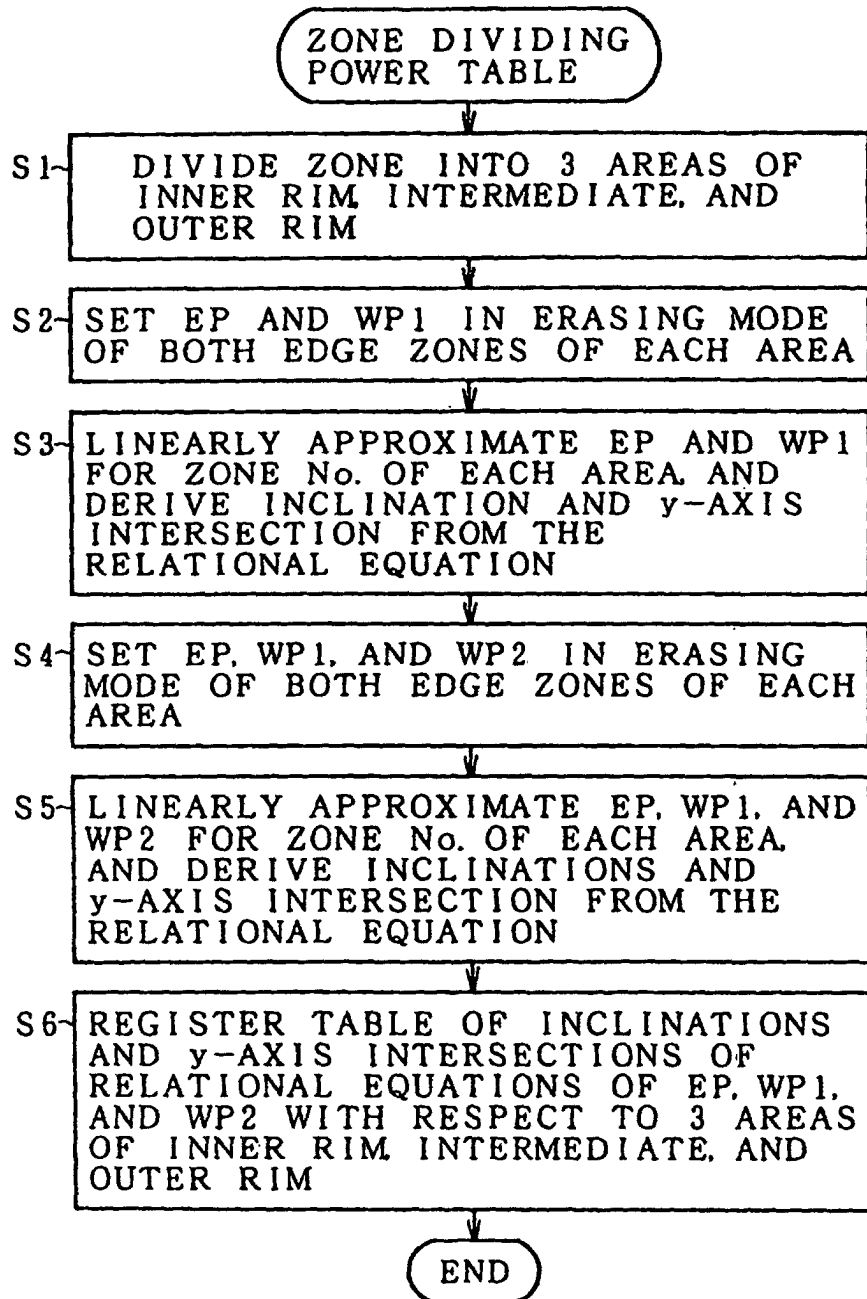 ZONE DIVIDING
POWER TABLE
S1
DIVIDE ZONE INTO 3 AREAS OF
INNER RIM, INTERMEDIATE, AND
OUTER RIM
S2
SET EP AND WP1 IN ERASING MODE
OF BOTH EDGE ZONES OF EACH AREA
S3
LINEARLY APPROXIMATE EP AND WP1
FOR ZONE No. OF EACH AREA, AND
DERIVE INCLINATION AND y-AXIS
INTERSECTION FROM THE
RELATIONAL EQUATION
S4
SET EP, WP1, AND WP2 IN ERASING
MODE OF BOTH EDGE ZONES OF EACH
AREA
S5
LINEARLY APPROXIMATE EP, WP1, AND
WP2 FOR ZONE No. OF EACH AREA,
AND DERIVE INCLINATIONS AND
y-AXIS INTERSECTION FROM THE
RELATIONAL EQUATION
S6
REGISTER TABLE OF INCLINATIONS
AND y-AXIS INTERSECTIONS OF
RELATIONAL EQUATIONS OF EP, WP1,
AND WP2 WITH RESPECT TO 3 AREAS
OF INNER RIM, INTERMEDIATE, AND
OUTER RIM
END